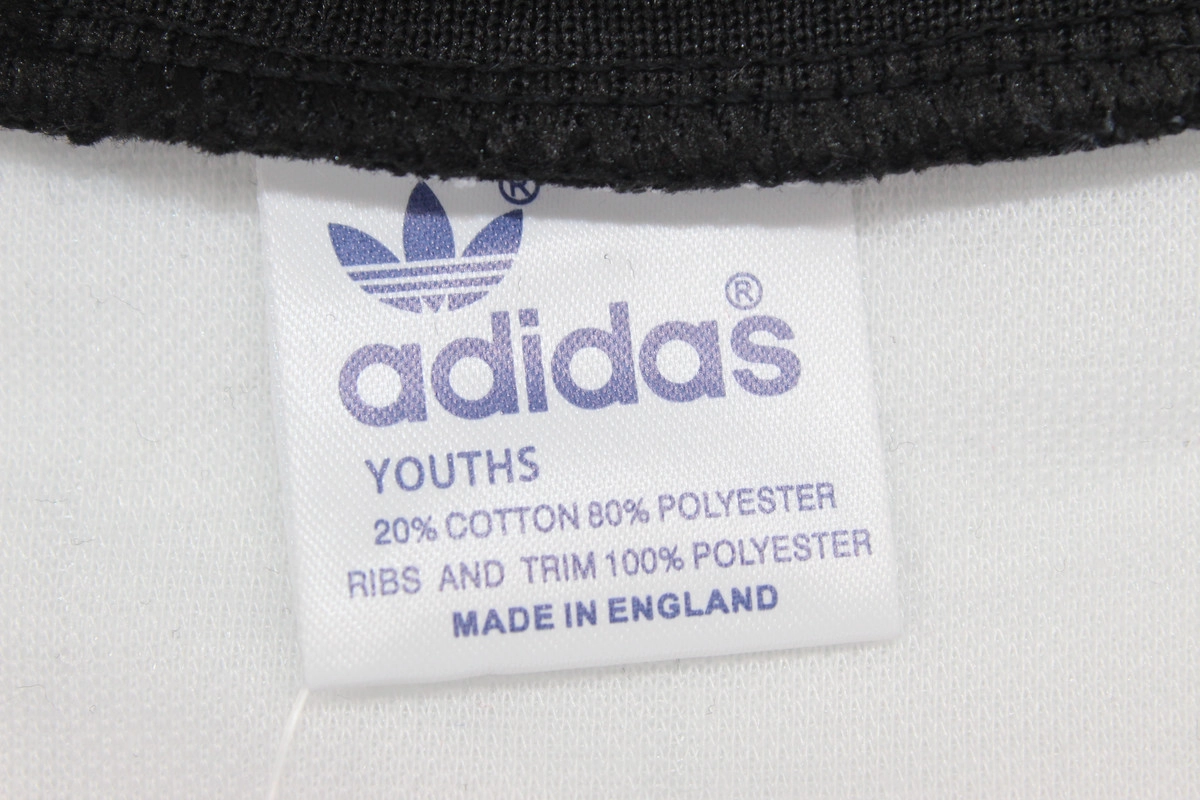 ®
adidas®
YOUTHS
20% COTTON 80% POLYESTER
RIBS AND TRIM 100% POLYESTER
MADE IN ENGLAND